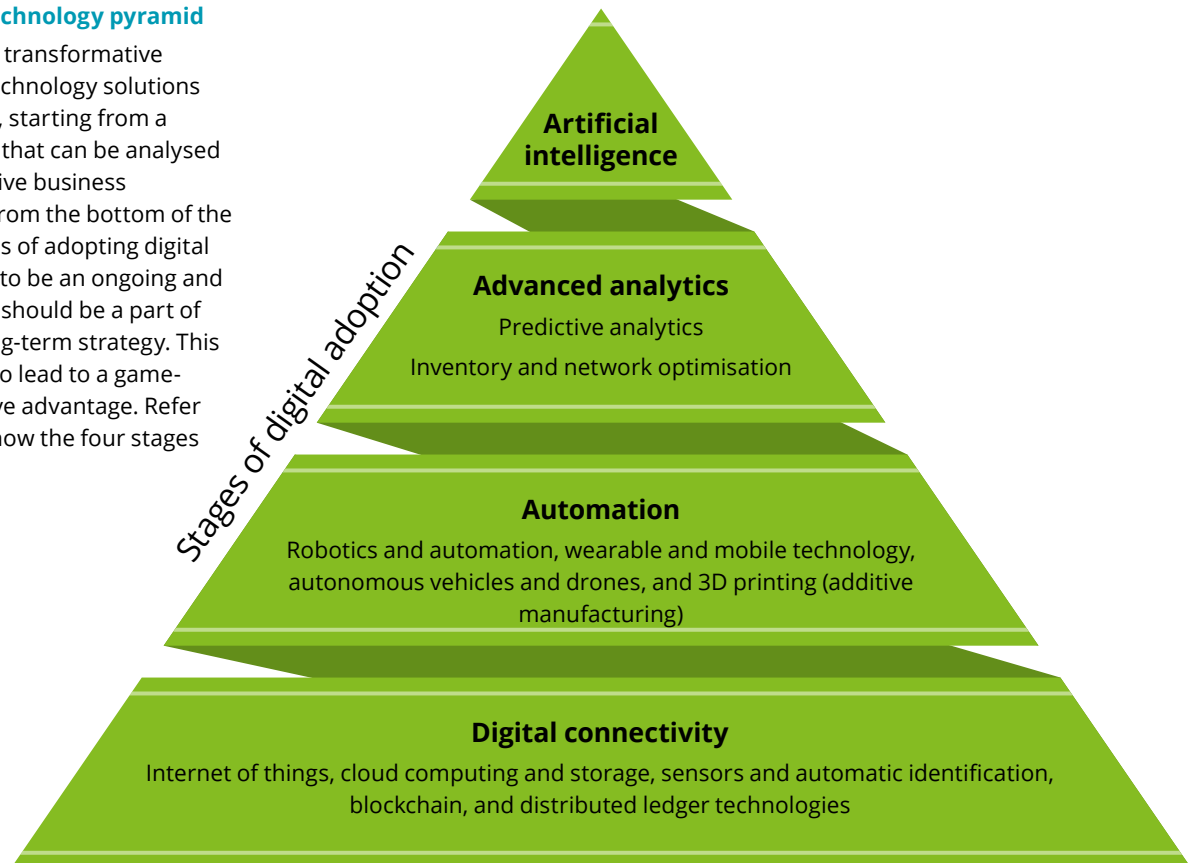 chnology pyramid
transformative
chnology solutions
, starting from a
that can be analysed
ive business
rom the bottom of the
s of adopting digital
to be an ongoing and
should be a part of
g-term strategy. This
o lead to a game-
ve advantage. Refer
now the four stages
Stages of digital adoption
Artificial
intelligence
Advanced analytics
Predictive analytics
Inventory and network optimisation
Automation
Robotics and automation, wearable and mobile technology,
autonomous vehicles and drones, and 3D printing (additive
manufacturing)
Digital connectivity
Internet of things, cloud computing and storage, sensors and automatic identification,
blockchain, and distributed ledger technologies